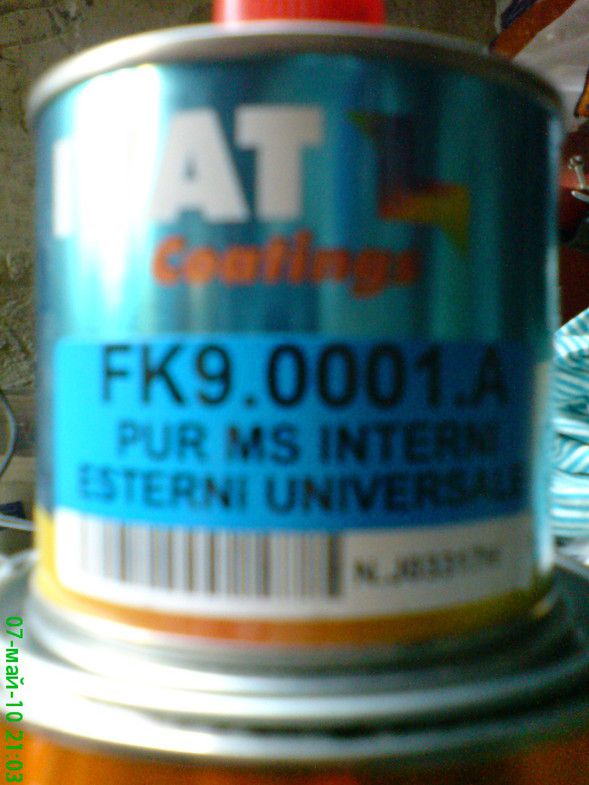 Coatings
FK9.0001.A
PUR MS INTERNI
ESTERNI UNIVERSALE
07-май-10 21:03